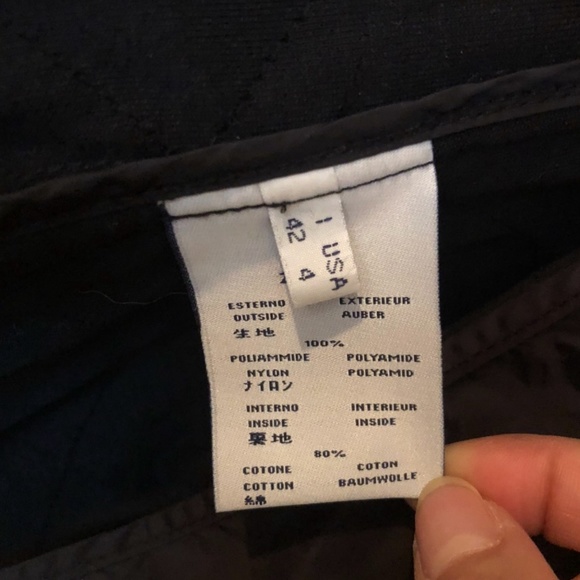 I USA
42 4
ESTERNO EXTERIEUR
OUTSIDE AUBER
生地
100%
POLIAMMIDE POLYAMIDE
NYLON POLYAMID
ナイロン
INTERNO INTERIEUR
INSIDE INSIDE
裏地
80%
COTONE COTON
COTTON BAUMWOLLE
綿